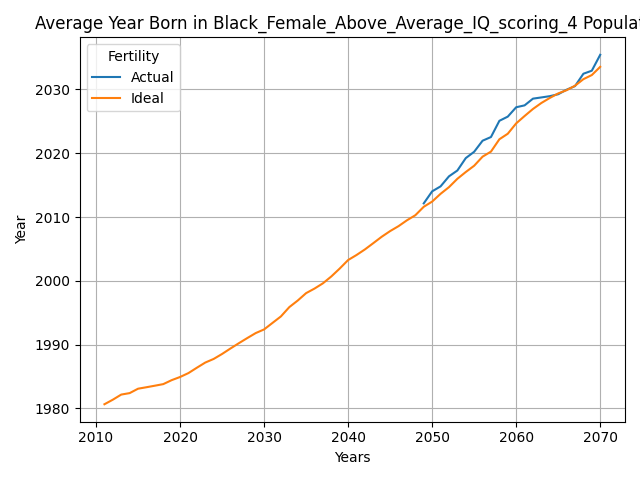 Average Year Born in Black_Female_Above_Average_IQ_scoring_4 Populat
Fertility
Actual
Ideal
2030
2020
2010
2000
1990
1980
Year
2010 2020 2030 2040 2050 2060 2070
Years